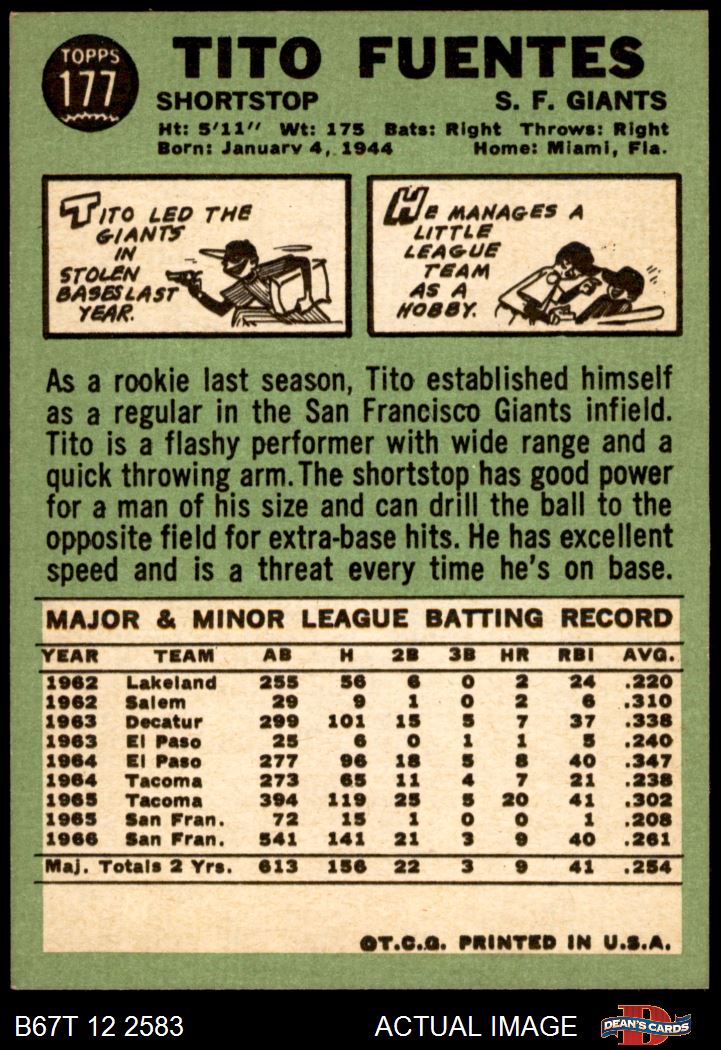 TOPPS
177
TITO FUENTES
SHORTSTOP S. F. GIANTS
Ht: 5'11" Wt: 175 Bats: Right Throws: Right
Born: January 4, 1944 Home: Miami, Fla.
TITO LED THE
GIANTS
IN
STOLEN
BASES LAST
YEAR.
HE MANAGES A
LITTLE
LEAGUE
TEAM
AS A
HOBBY.
As a rookie last season, Tito established himself
as a regular in the San Francisco Giants infield.
Tito is a flashy performer with wide range and a
quick throwing arm. The shortstop has good power
for a man of his size and can drill the ball to the
opposite field for extra-base hits. He has excellent
speed and is a threat every time he's on base.
MAJOR & MINOR LEAGUE BATTING RECORD
YEAR TEAM AB H 2B 3B HR RBI AVG.
1962 Lakeland 255 56 6 0 2 24 .220
1962 Salem 29 9 1 0 2 6 .310
1963 Decatur 299 101 15 5 7 37 .338
1963 El Paso 25 6 0 1 1 5 .240
1964 El Paso 277 96 18 5 8 40 .347
1964 Tacoma 273 65 11 4 7 21 .238
1965 Tacoma 394 119 25 5 20 41 .302
1965 San Fran. 72 15 1 0 0 1 .208
1966 San Fran. 541 141 21 3 9 40 .261
Maj. Totals 2 Yrs. 613 156 22 3 9 41 .254
©T.C.G. PRINTED IN U.S.A.
B67T 12 2583 ACTUAL IMAGE
D
DEAN'S CARDS